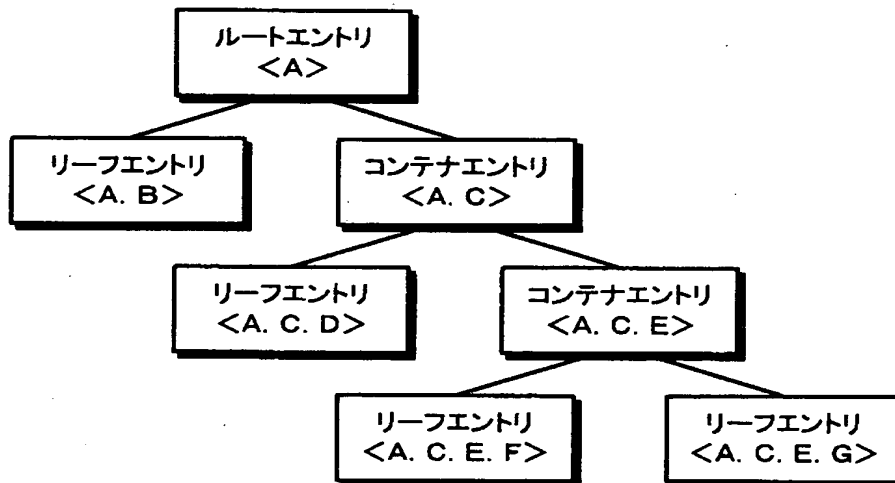 ルートエントリ
<A>
リーフエントリ
<A. B>
コンテナエントリ
<A. C>
リーフエントリ
<A. C. D>
コンテナエントリ
<A. C. E>
リーフエントリ
<A. C. E. F>
リーフエントリ
<A. C. E. G>